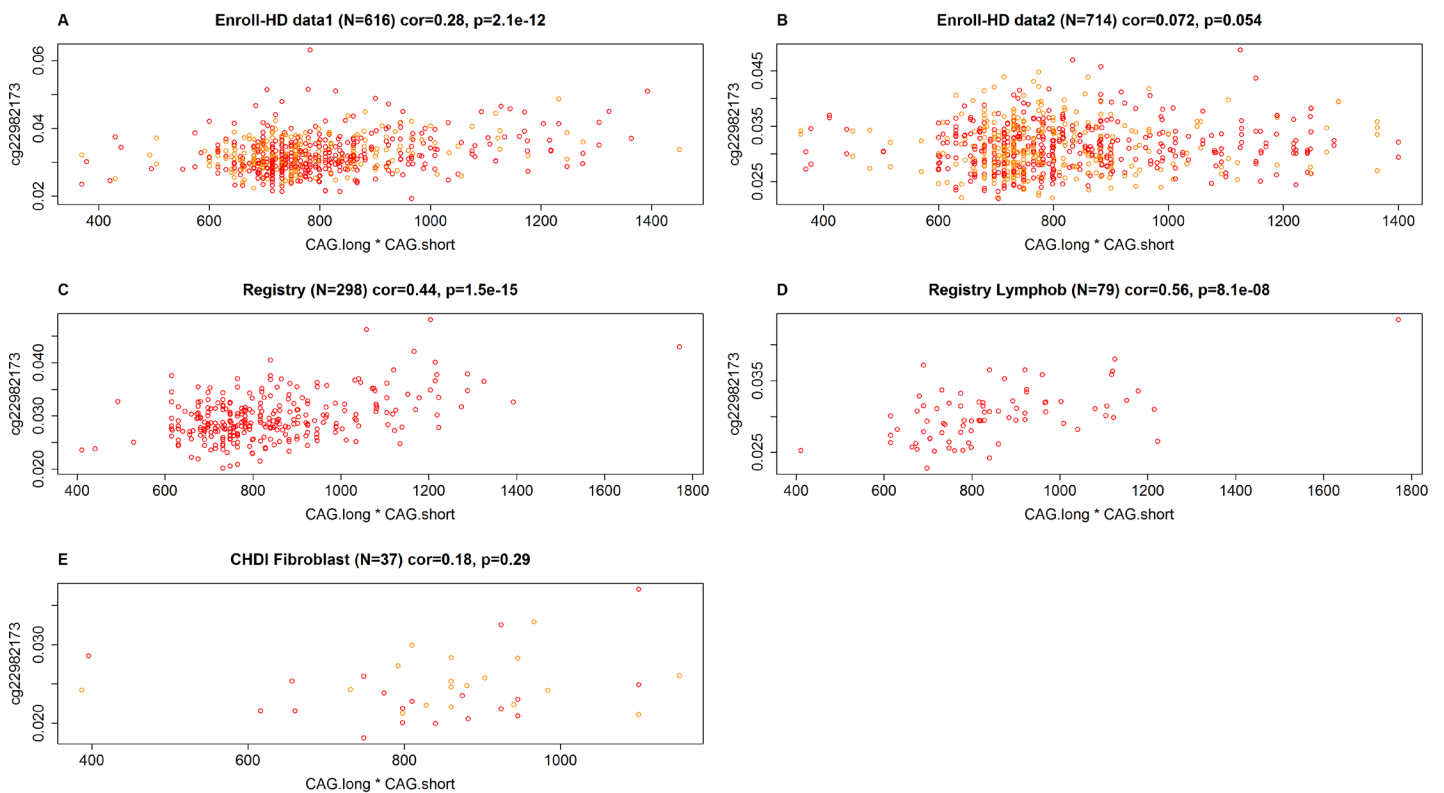 A
Enroll-HD data1 (N=616) cor=0.28, p=2.1e-12
cg22982173
0.02 0.04 0.06
400 600 800 1000 1200 1400
CAG.long * CAG.short
B
Enroll-HD data2 (N=714) cor=0.072, p=0.054
cg22982173
0.025 0.035 0.045
400 600 800 1000 1200 1400
CAG.long * CAG.short
C
Registry (N=298) cor=0.44, p=1.5e-15
cg22982173
0.020 0.030 0.040
400 600 800 1000 1200 1400 1600 1800
CAG.long * CAG.short
D
Registry Lymphob (N=79) cor=0.56, p=8.1e-08
cg22982173
0.025 0.035
400 600 800 1000 1200 1400 1600 1800
CAG.long * CAG.short
E
CHDI Fibroblast (N=37) cor=0.18, p=0.29
cg22982173
0.020 0.030
400 600 800 1000
CAG.long * CAG.short